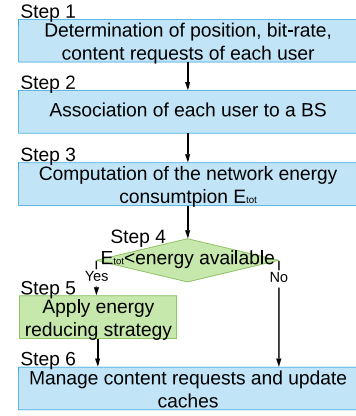 Step 1
Determination of position, bit-rate,
content requests of each user
Step 2
Association of each user to a BS
Step 3
Computation of the network energy
consumtpion Etot
Step 4
Etot<energy available
Yes
No
Step 5
Apply energy
reducing strategy
Step 6
Manage content requests and update
caches